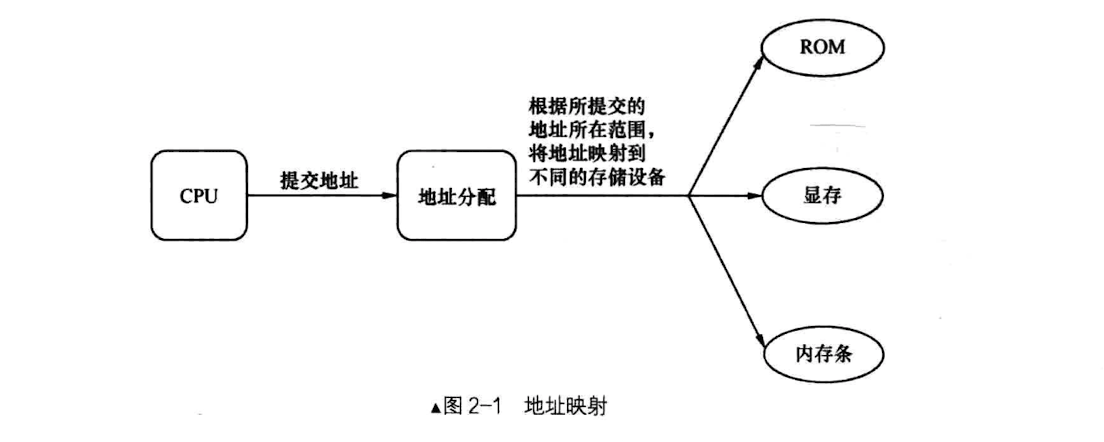 ROM
根据所提交的
地址所在范围，
将地址映射到
不同的存储设备
CPU
提交地址
地址分配
显存
内存条
▲图2-1 地址映射